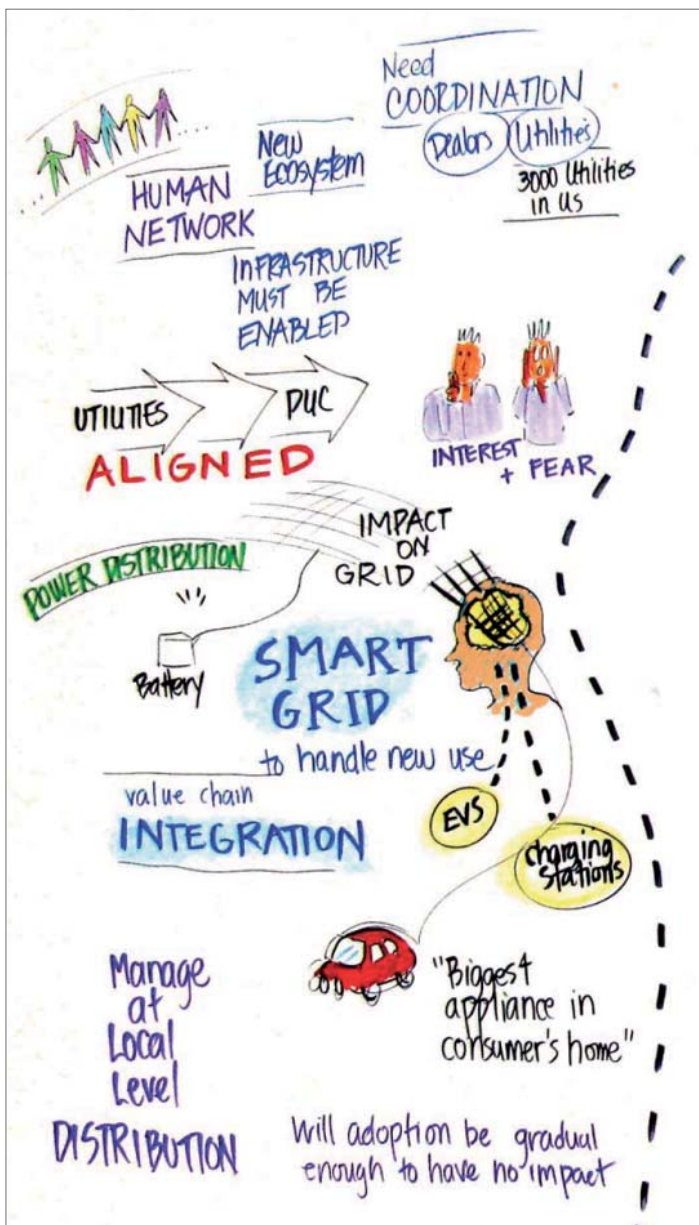 Need
COORDINATION
Dealors
Utilities
3000 Utilities
in US
New
Ecosystem
HUMAN
NETWORK
INFRASTRUCTURE
MUST BE
ENABLED
UTILITIES
PUC
ALIGNED
INTEREST
+ FEAR
IMPACT
ON
GRID
POWER DISTRIBUTION
Battery
SMART
GRID
to handle new use
value chain
INTEGRATION
EVS
Charging
Stations
"Biggest
appliance in
consumer's home"
Manage
at
Local
Level
DISTRIBUTION
Will adoption be gradual
enough to have no impact